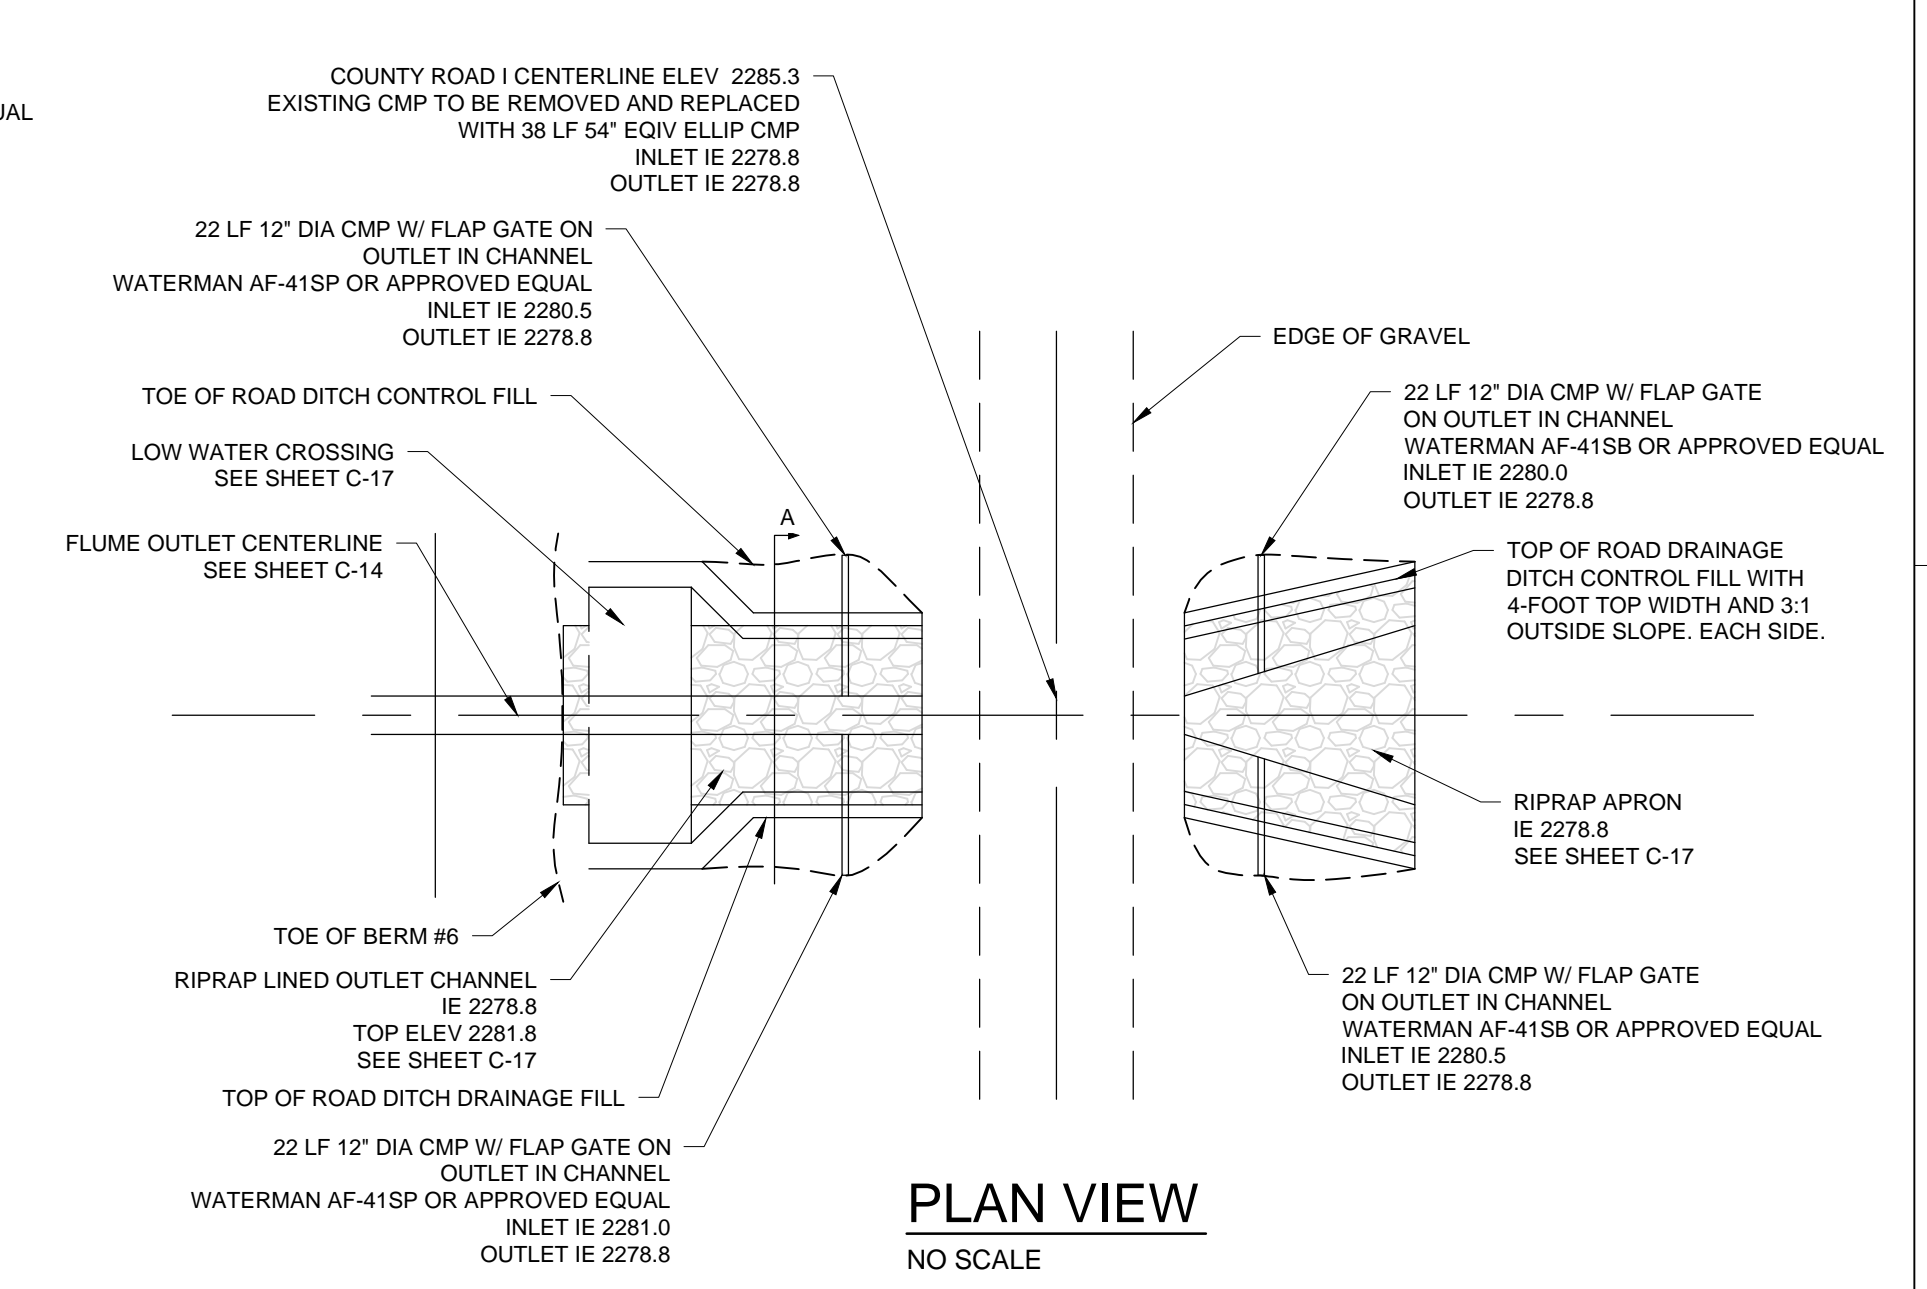 UAL
COUNTY ROAD I CENTERLINE ELEV 2285.3
EXISTING CMP TO BE REMOVED AND REPLACED
WITH 38 LF 54" EQIV ELLIP CMP
INLET IE 2278.8
OUTLET IE 2278.8
22 LF 12" DIA CMP W/ FLAP GATE ON
OUTLET IN CHANNEL
WATERMAN AF-41SP OR APPROVED EQUAL
INLET IE 2280.5
OUTLET IE 2278.8
TOE OF ROAD DITCH CONTROL FILL
LOW WATER CROSSING
SEE SHEET C-17
FLUME OUTLET CENTERLINE
SEE SHEET C-14
A
EDGE OF GRAVEL
22 LF 12" DIA CMP W/ FLAP GATE
ON OUTLET IN CHANNEL
WATERMAN AF-41SB OR APPROVED EQUAL
INLET IE 2280.0
OUTLET IE 2278.8
TOP OF ROAD DRAINAGE
DITCH CONTROL FILL WITH
4-FOOT TOP WIDTH AND 3:1
OUTSIDE SLOPE. EACH SIDE.
RIPRAP APRON
IE 2278.8
SEE SHEET C-17
TOE OF BERM #6
RIPRAP LINED OUTLET CHANNEL
IE 2278.8
TOP ELEV 2281.8
SEE SHEET C-17
TOP OF ROAD DITCH DRAINAGE FILL
22 LF 12" DIA CMP W/ FLAP GATE ON
OUTLET IN CHANNEL
WATERMAN AF-41SP OR APPROVED EQUAL
INLET IE 2281.0
OUTLET IE 2278.8
22 LF 12" DIA CMP W/ FLAP GATE
ON OUTLET IN CHANNEL
WATERMAN AF-41SB OR APPROVED EQUAL
INLET IE 2280.5
OUTLET IE 2278.8
PLAN VIEW
NO SCALE